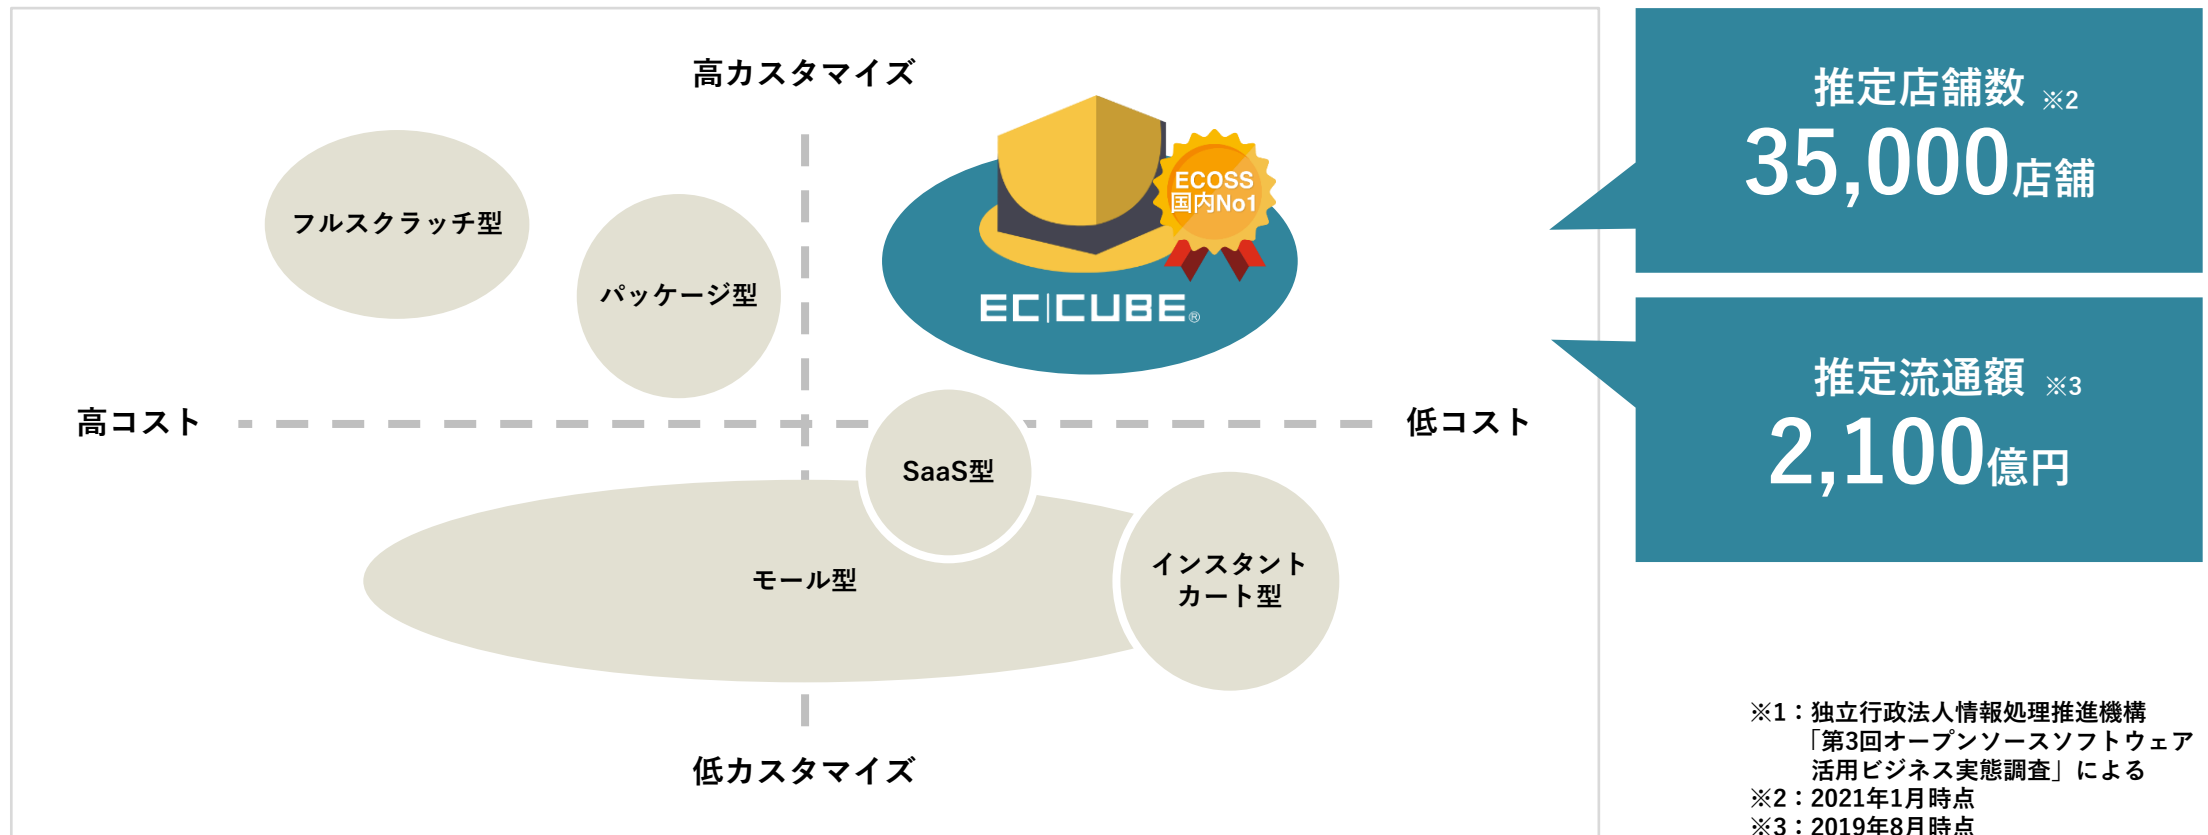 高カスタマイズ
フルスクラッチ型
パッケージ型
ECOSS
国内No1
EC|CUBE®
高コスト
低コスト
SaaS型
モール型
インスタント
カート型
低カスタマイズ
推定店舗数 ※2
35,000店舗
推定流通額 ※3
2,100億円
※1：独立行政法人情報処理推進機構
「第3回オープンソースソフトウェア
活用ビジネス実態調査」による
※2：2021年1月時点
※3：2019年8月時点